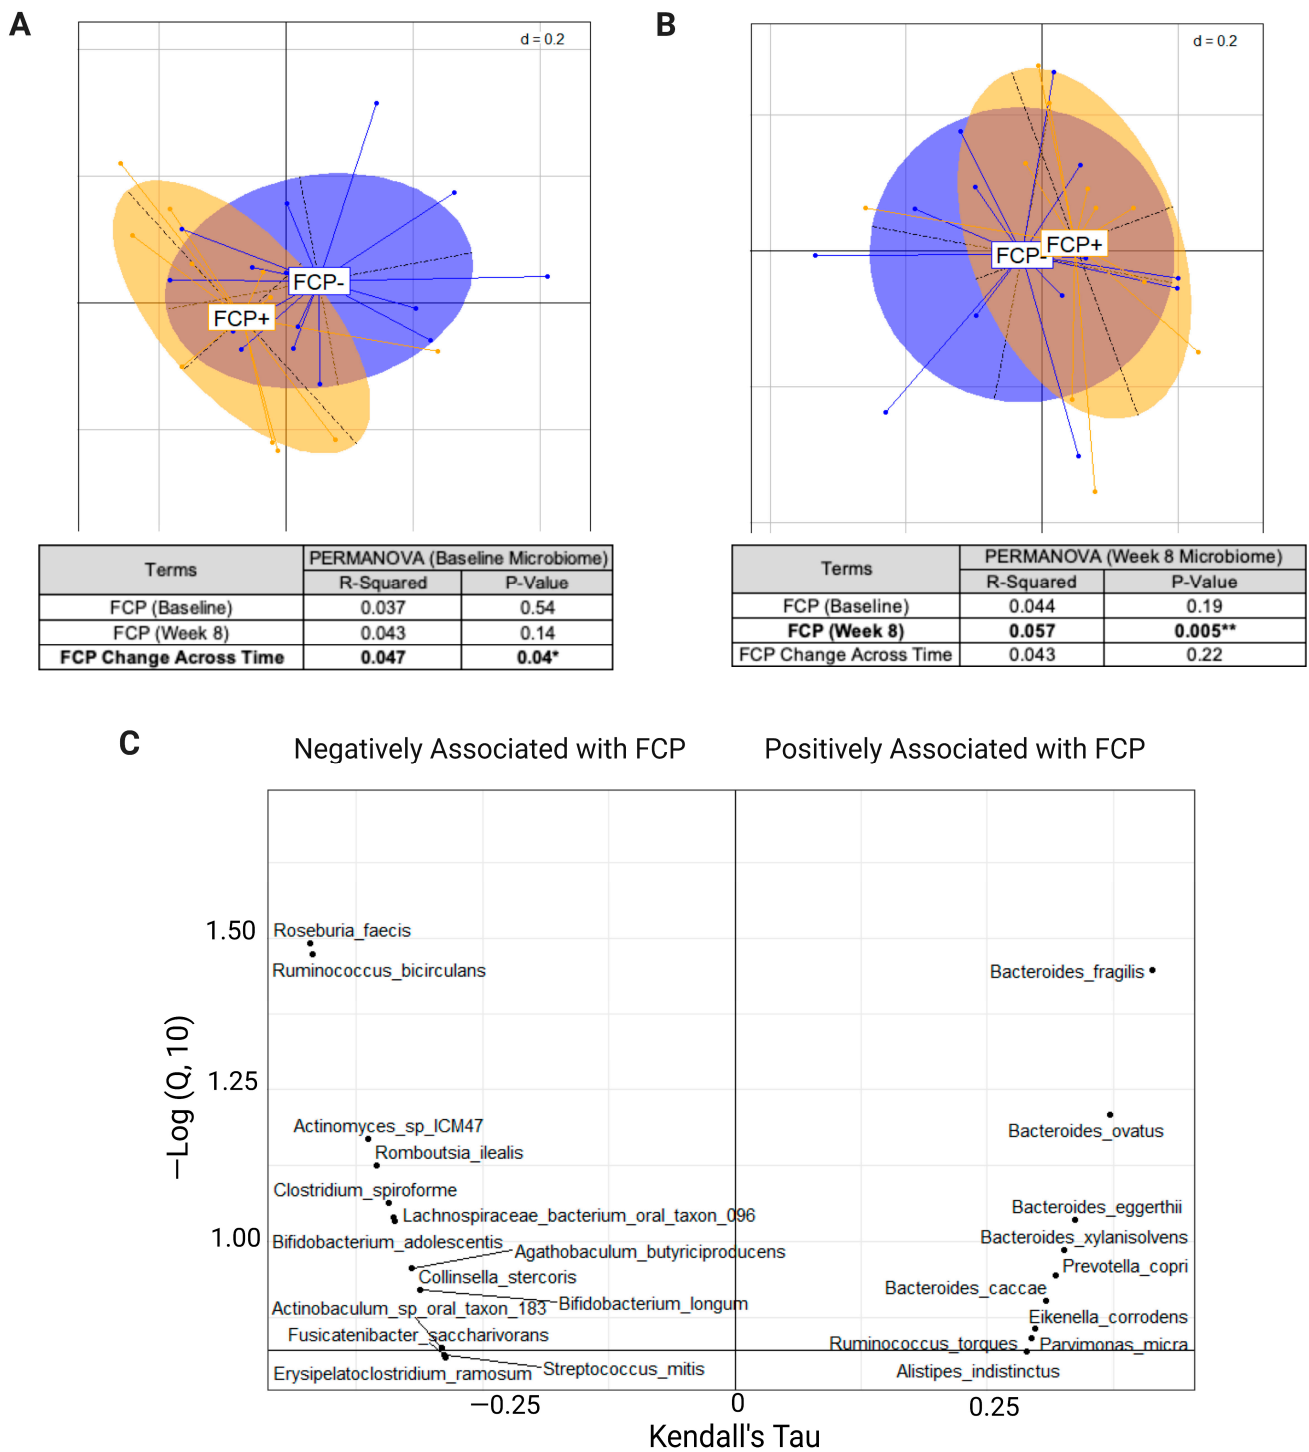 A
d = 0.2
FCP-
FCP+
B
d = 0.2
FCP-
FCP+
Terms
PERMANOVA (Baseline Microbiome)
R-Squared
P-Value
FCP (Baseline)
0.037
0.54
FCP (Week 8)
0.043
0.14
FCP Change Across Time
0.047
0.04*
Terms
PERMANOVA (Week 8 Microbiome)
R-Squared
P-Value
FCP (Baseline)
0.044
0.19
FCP (Week 8)
0.057
0.005**
FCP Change Across Time
0.043
0.22
C
Negatively Associated with FCP
Positively Associated with FCP
−Log (Q, 10)
1.50
1.25
1.00
Roseburia_faecis
Ruminococcus_bicirculans
Bacteroides_fragilis
Actinomyces_sp_ICM47
Romboutsia_ilealis
Bacteroides_ovatus
Clostridium_spiroforme
Lachnospiraceae_bacterium_oral_taxon_096
Bifidobacterium_adolescentis
Agathobaculum_butyriciproducens
Collinsella_stercoris
Bifidobacterium_longum
Actinobaculum_sp_oral_taxon_183
Fusicatenibacter_saccharivorans
Erysipelatoclostridium_ramosum
Streptococcus_mitis
Bacteroides_eggerthii
Bacteroides_xylanisolvens
Prevotella_copri
Bacteroides_caccae
Eikenella_corrodens
Ruminococcus_torques
Parvimonas_micra
Alistipes_indistinctus
−0.25
0
0.25
Kendall's Tau